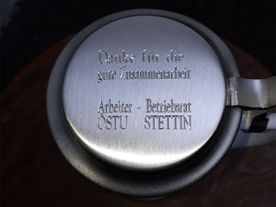 Danke für die
gute Zusammenarbeit
Arbeiter - Betriebsrat
ÖSTU - STETTIN